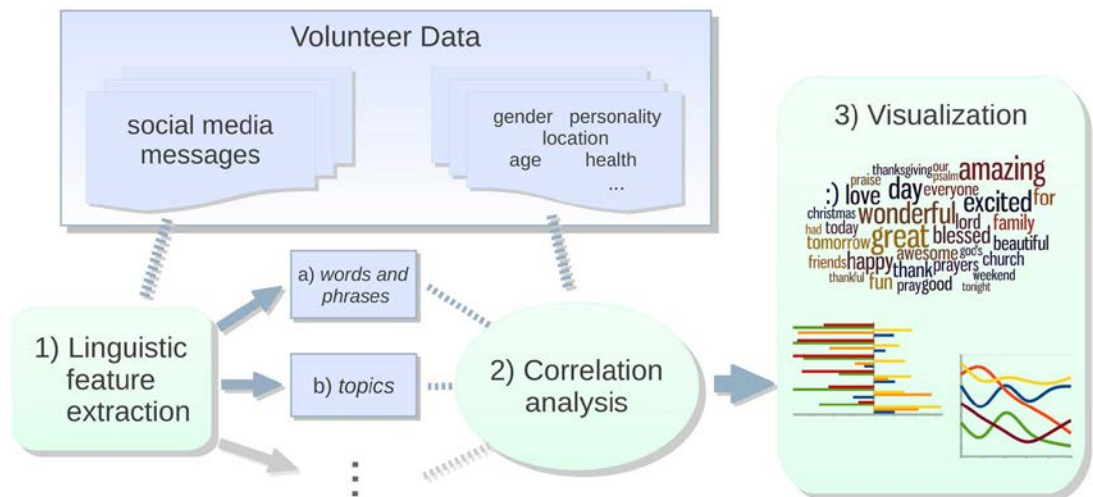 Volunteer Data
social media
messages
gender personality
location
age health
...
1) Linguistic
feature
extraction
a) words and
phrases
b) topics
2) Correlation
analysis
3) Visualization
thanksgiving our amazing
praise psalm
:) love day everyone excited for
christmas wonderful lord family
had today great blessed
tomorrow awesome god's beautiful
friends happy thank prayers church
thankful fun pray good weekend
tonight